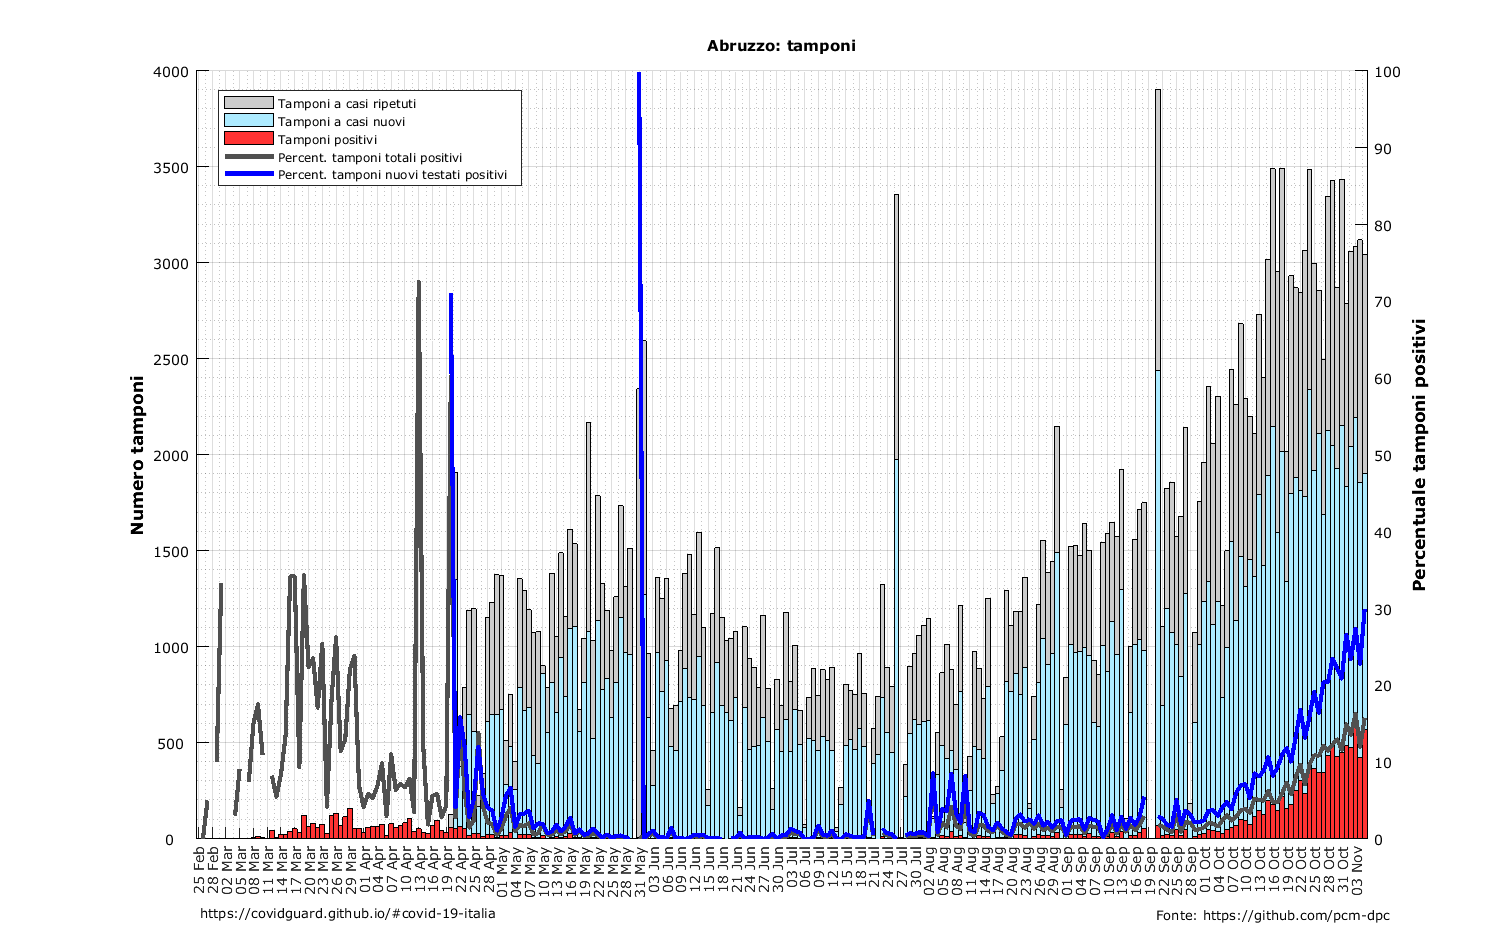 Abruzzo: tamponi
Tamponi a casi ripetuti
Tamponi a casi nuovi
Tamponi positivi
Percent. tamponi totali positivi
Percent. tamponi nuovi testati positivi
Numero tamponi
4000
3500
3000
2500
2000
1500
1000
500
0
Percentuale tamponi positivi
100
90
80
70
60
50
40
30
20
10
0
25 Feb
28 Feb
02 Mar
05 Mar
08 Mar
11 Mar
14 Mar
17 Mar
20 Mar
23 Mar
26 Mar
29 Mar
01 Apr
04 Apr
07 Apr
10 Apr
13 Apr
16 Apr
19 Apr
22 Apr
25 Apr
28 Apr
01 May
04 May
07 May
10 May
13 May
16 May
19 May
22 May
25 May
28 May
31 May
03 Jun
06 Jun
09 Jun
12 Jun
15 Jun
18 Jun
21 Jun
24 Jun
27 Jun
30 Jun
03 Jul
06 Jul
09 Jul
12 Jul
15 Jul
18 Jul
21 Jul
24 Jul
27 Jul
30 Jul
02 Aug
05 Aug
08 Aug
11 Aug
14 Aug
17 Aug
20 Aug
23 Aug
26 Aug
29 Aug
01 Sep
04 Sep
07 Sep
10 Sep
13 Sep
16 Sep
19 Sep
22 Sep
25 Sep
28 Sep
01 Oct
04 Oct
07 Oct
10 Oct
13 Oct
16 Oct
19 Oct
22 Oct
25 Oct
28 Oct
31 Oct
03 Nov
https://covidguard.github.io/#covid-19-italia
Fonte: https://github.com/pcm-dpc